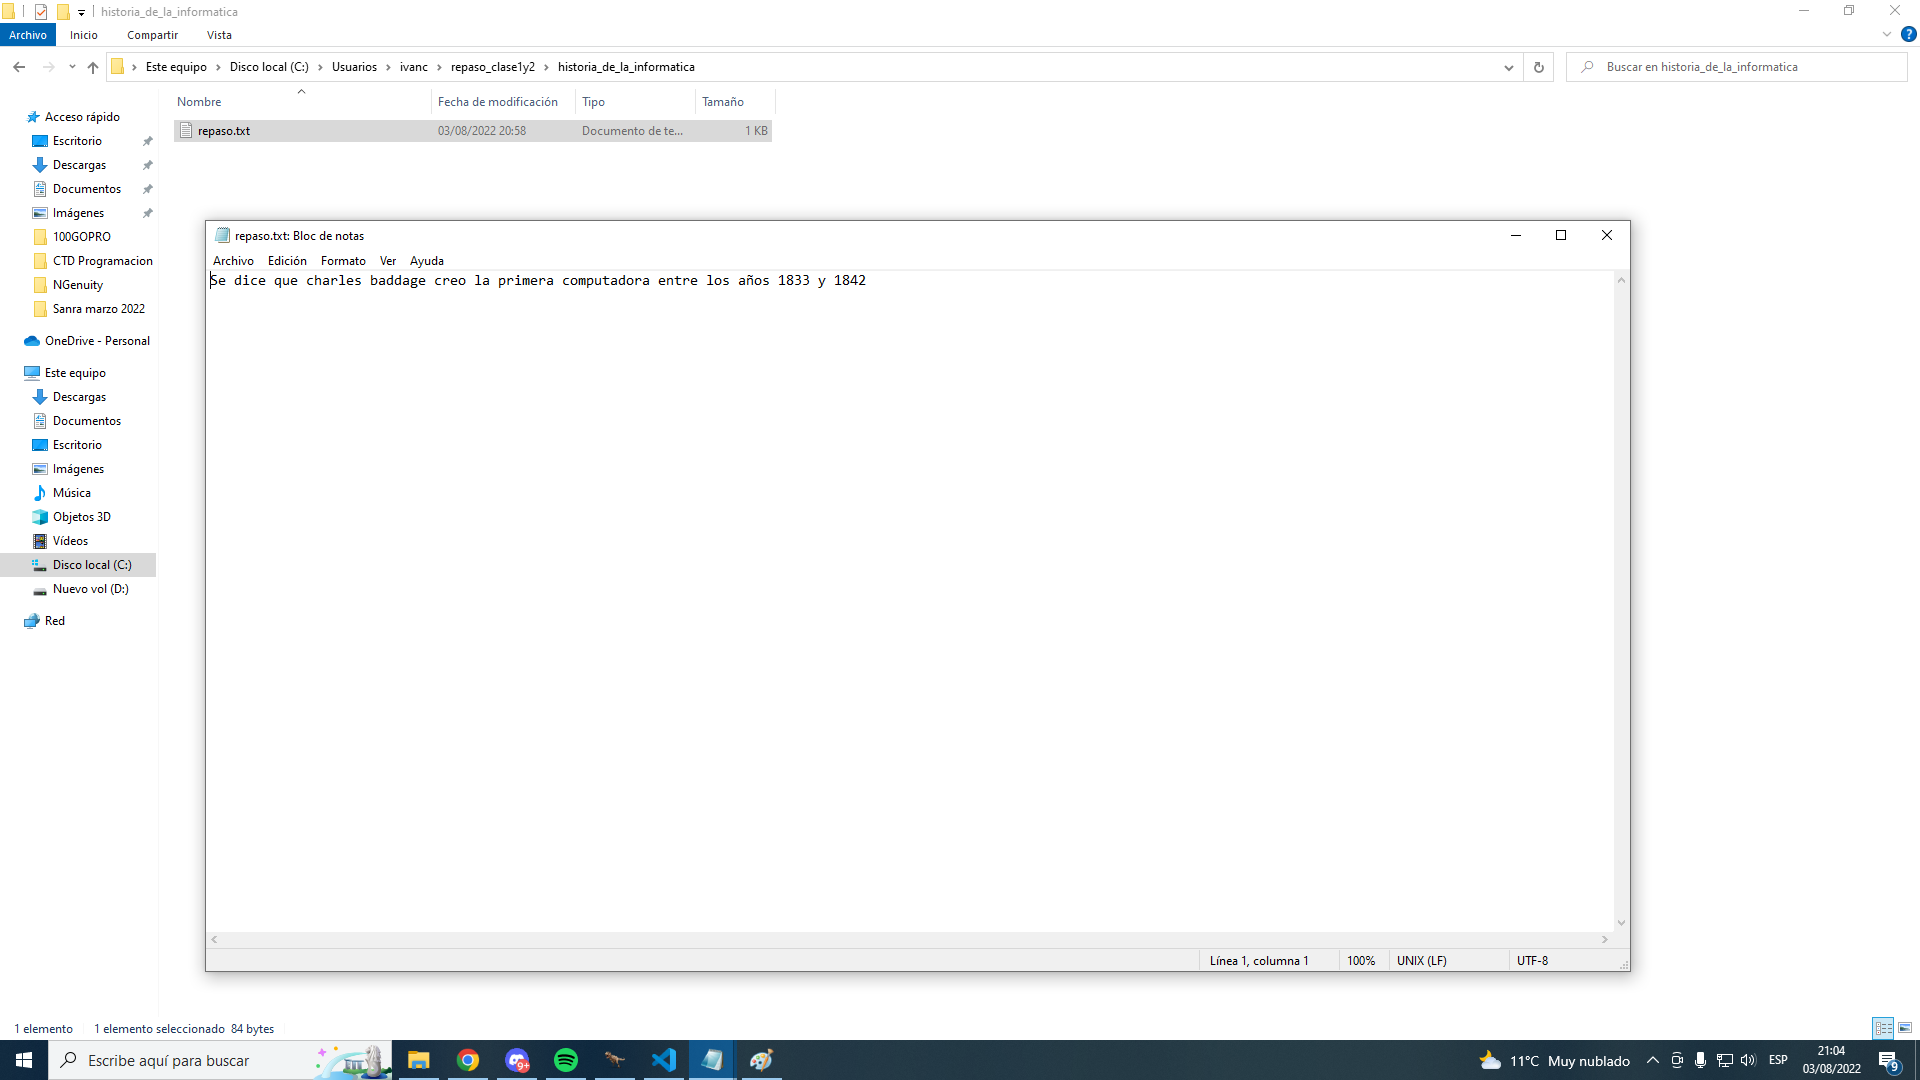 historia_de_la_informatica
Archivo Inicio Compartir Vista
Este equipo Disco local (C:) Usuarios ivanc repaso_clase1y2 historia_de_la_informatica
Buscar en historia_de_la_informatica
Nombre Fecha de modificación Tipo Tamaño
repaso.txt 03/08/2022 20:58 Documento de te... 1 KB
Acceso rápido
Escritorio
Descargas
Documentos
Imágenes
100GOPRO
CTD Programacion
NGenuity
Sanra marzo 2022
OneDrive - Personal
Este equipo
Descargas
Documentos
Escritorio
Imágenes
Música
Objetos 3D
Vídeos
Disco local (C:)
Nuevo vol (D:)
Red
repaso.txt: Bloc de notas
Archivo Edición Formato Ver Ayuda
Se dice que charles baddage creo la primera computadora entre los años 1833 y 1842
Línea 1, columna 1 100% UNIX (LF) UTF-8
1 elemento 1 elemento seleccionado 84 bytes
Escribe aquí para buscar
9+
11°C Muy nublado
ESP
21:04
03/08/2022
9